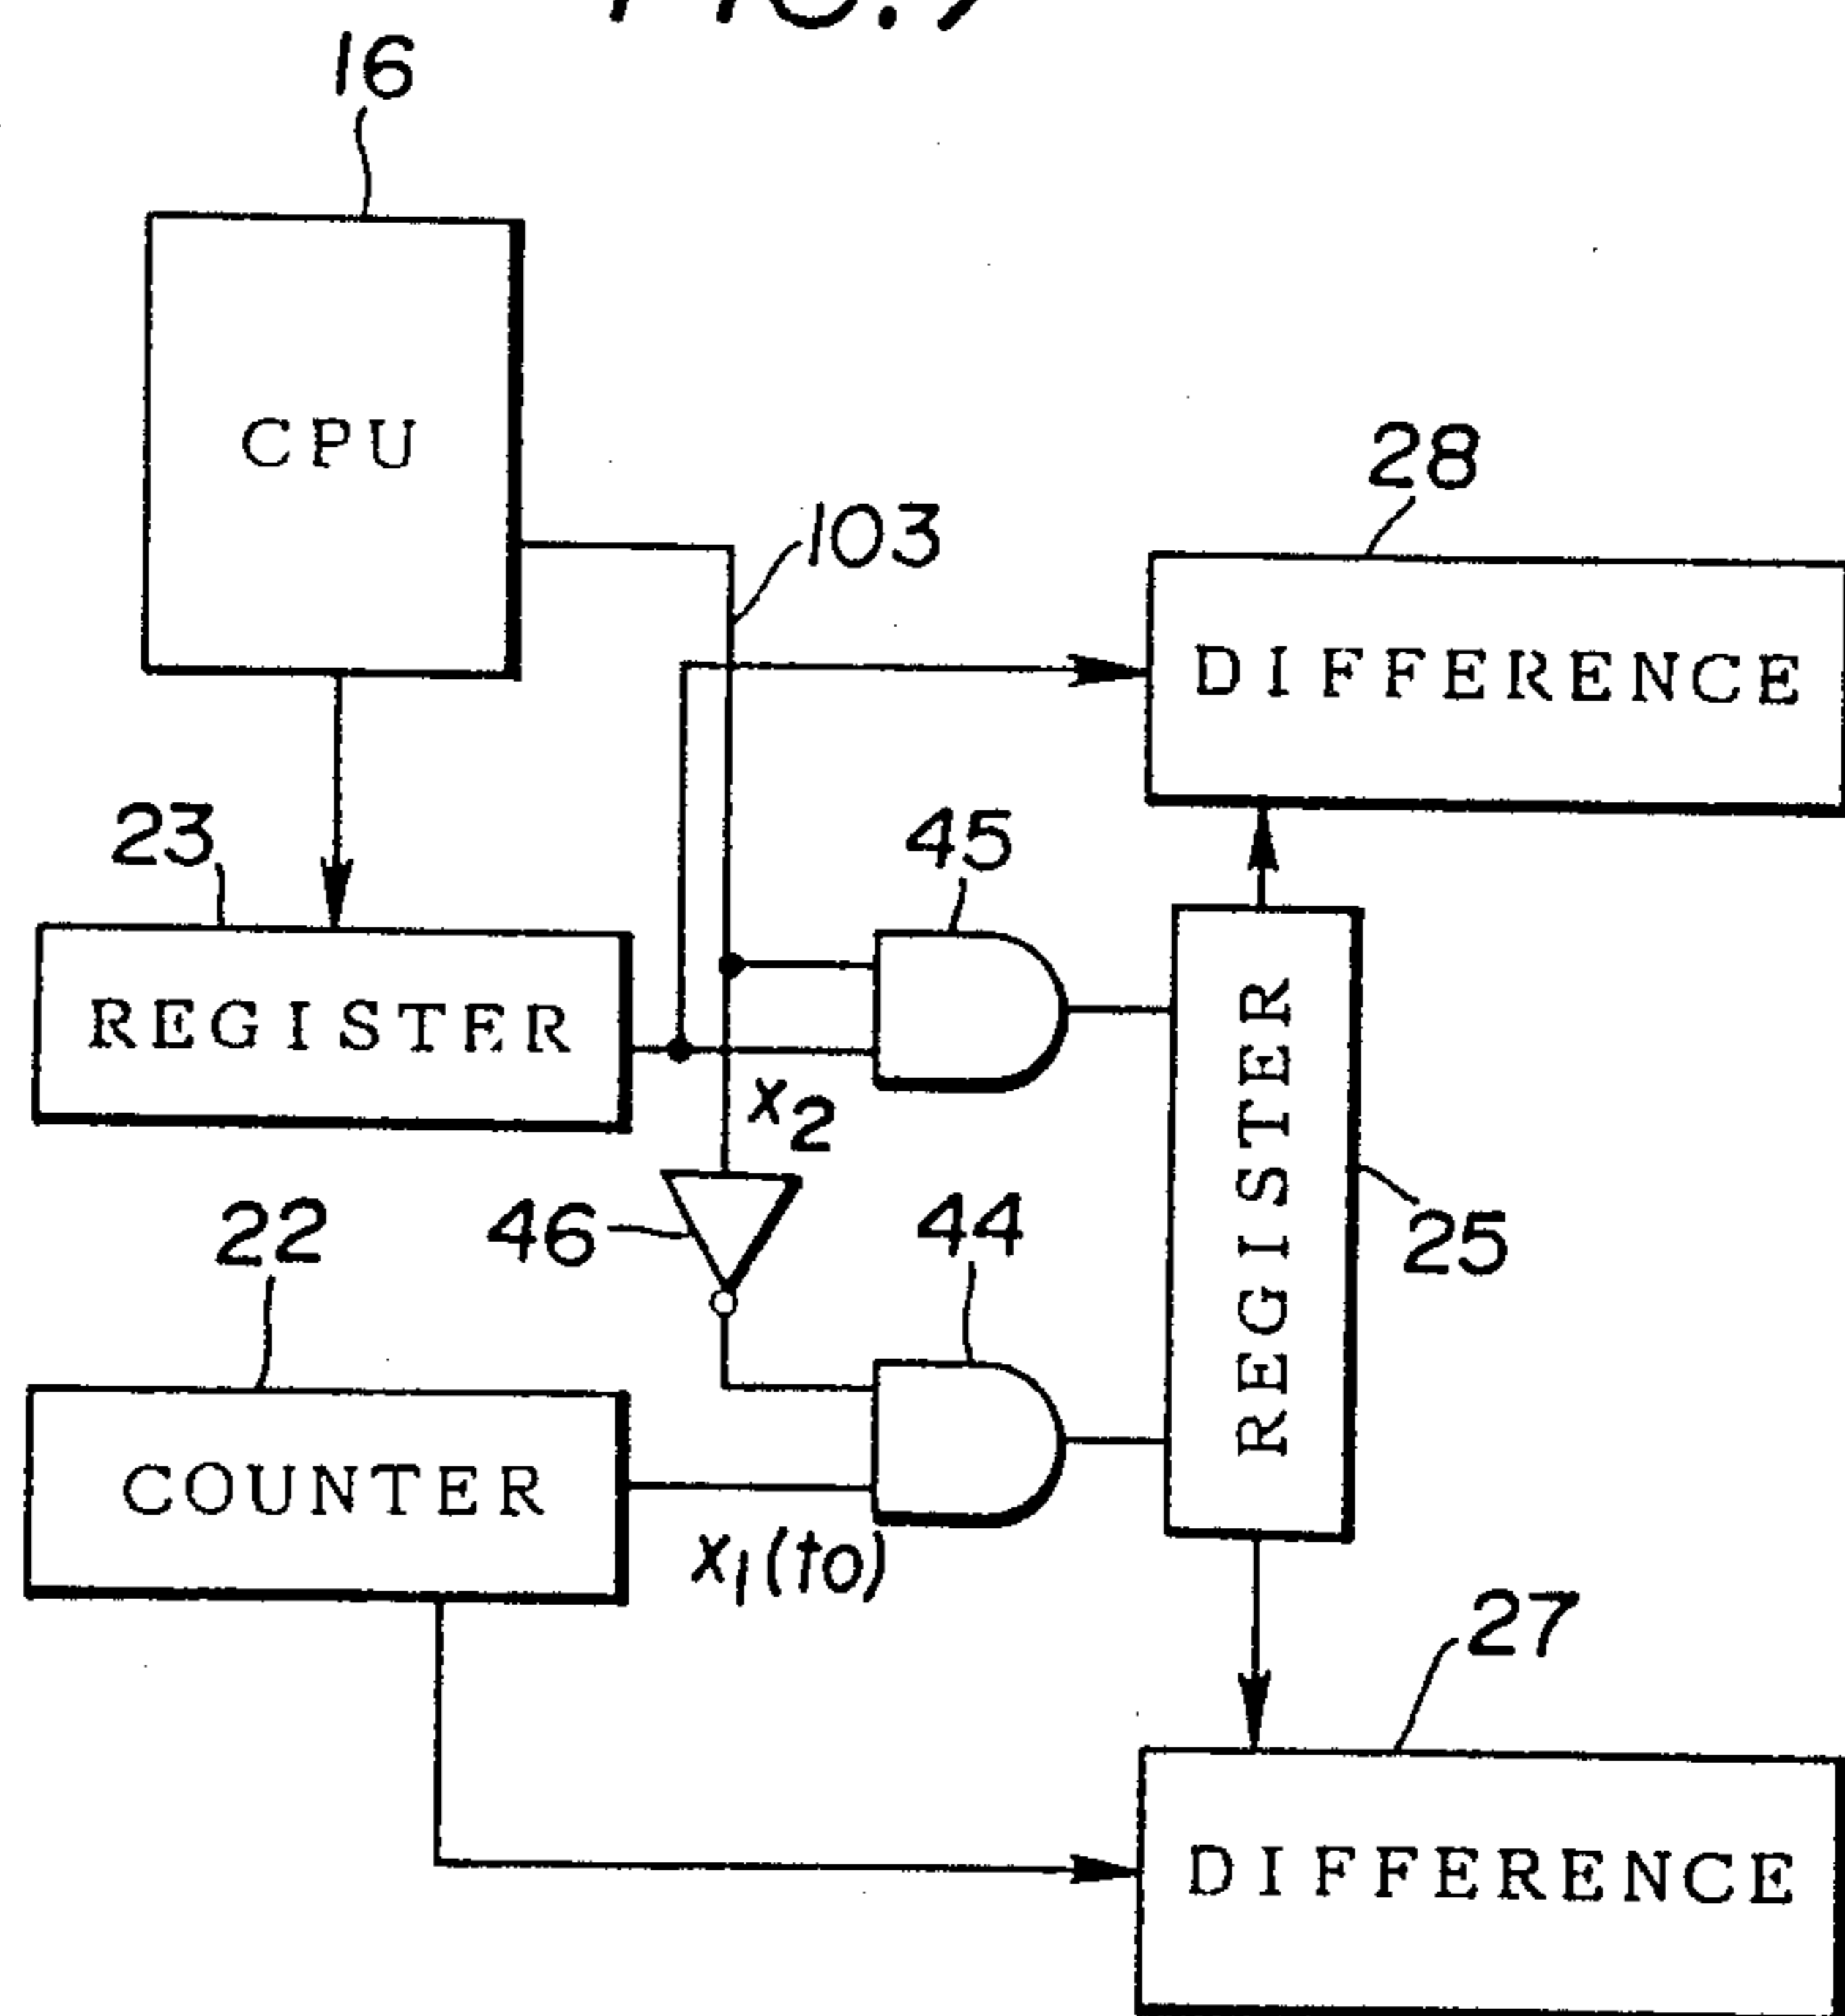 16
CPU
103
28
DIFFERENCE
23
45
REGISTER
x2
REGISTER
25
22
46
44
COUNTER
x1(to)
27
DIFFERENCE